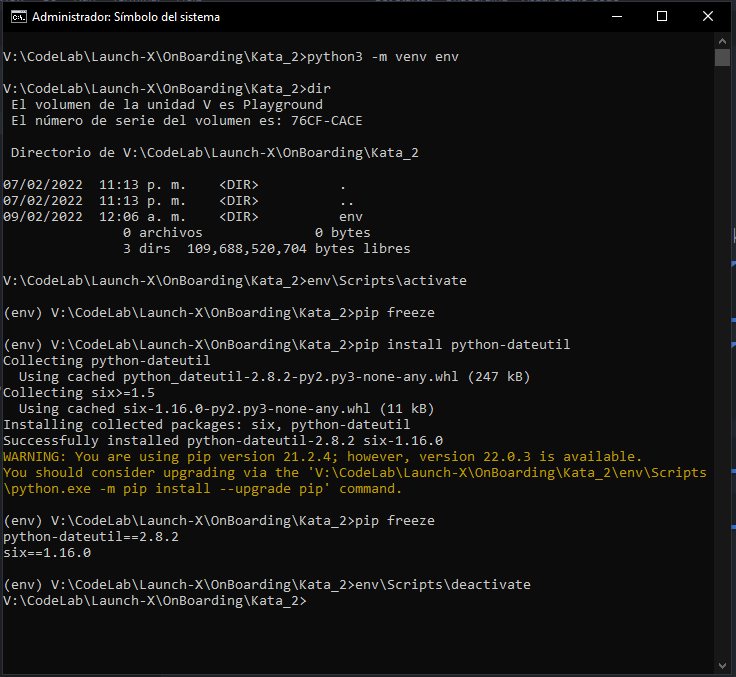 Administrador: Símbolo del sistema
V:\CodeLab\Launch-X\OnBoarding\Kata_2>python3 -m venv env
V:\CodeLab\Launch-X\OnBoarding\Kata_2>dir
 El volumen de la unidad V es Playground
 El número de serie del volumen es: 76CF-CACE
 Directorio de V:\CodeLab\Launch-X\OnBoarding\Kata_2
07/02/2022  11:13 p. m.    <DIR>          .
07/02/2022  11:13 p. m.    <DIR>          ..
09/02/2022  12:06 a. m.    <DIR>          env
               0 archivos              0 bytes
               3 dirs  109,688,520,704 bytes libres
V:\CodeLab\Launch-X\OnBoarding\Kata_2>env\Scripts\activate
(env) V:\CodeLab\Launch-X\OnBoarding\Kata_2>pip freeze
(env) V:\CodeLab\Launch-X\OnBoarding\Kata_2>pip install python-dateutil
Collecting python-dateutil
  Using cached python_dateutil-2.8.2-py2.py3-none-any.whl (247 kB)
Collecting six>=1.5
  Using cached six-1.16.0-py2.py3-none-any.whl (11 kB)
Installing collected packages: six, python-dateutil
Successfully installed python-dateutil-2.8.2 six-1.16.0
WARNING: You are using pip version 21.2.4; however, version 22.0.3 is available.
You should consider upgrading via the 'V:\CodeLab\Launch-X\OnBoarding\Kata_2\env\Scripts
\python.exe -m pip install --upgrade pip' command.
(env) V:\CodeLab\Launch-X\OnBoarding\Kata_2>pip freeze
python-dateutil==2.8.2
six==1.16.0
(env) V:\CodeLab\Launch-X\OnBoarding\Kata_2>env\Scripts\deactivate
V:\CodeLab\Launch-X\OnBoarding\Kata_2>